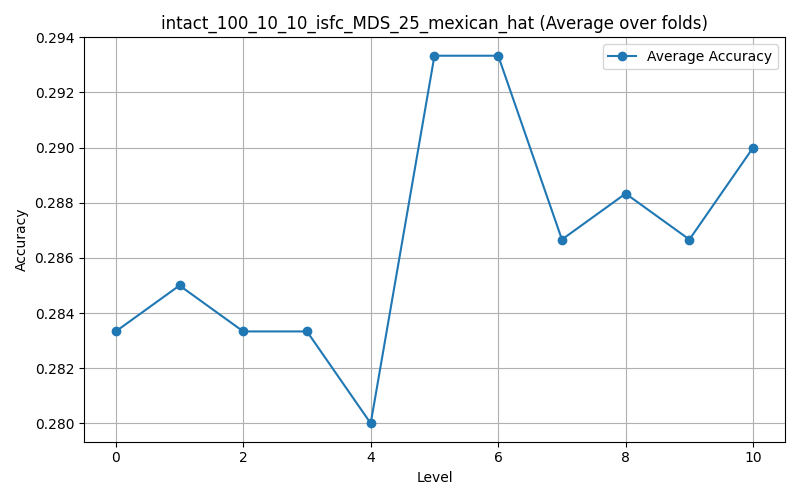 intact_100_10_10_isfc_MDS_25_mexican_hat (Average over folds)
Average Accuracy
Accuracy
0.294
0.292
0.290
0.288
0.286
0.284
0.282
0.280
0 2 4 6 8 10
Level